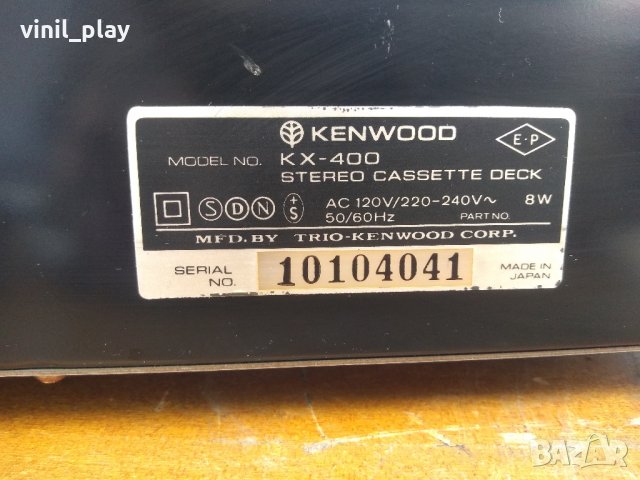 vinil_play
KENWOOD
E-P
MODEL NO. KX-400
STEREO CASSETTE DECK
S D N +S AC 120V/220-240V~ 8W
50/60Hz PART NO.
MFD. BY TRIO-KENWOOD CORP.
SERIAL NO. 10104041 MADE IN JAPAN
BAZAR